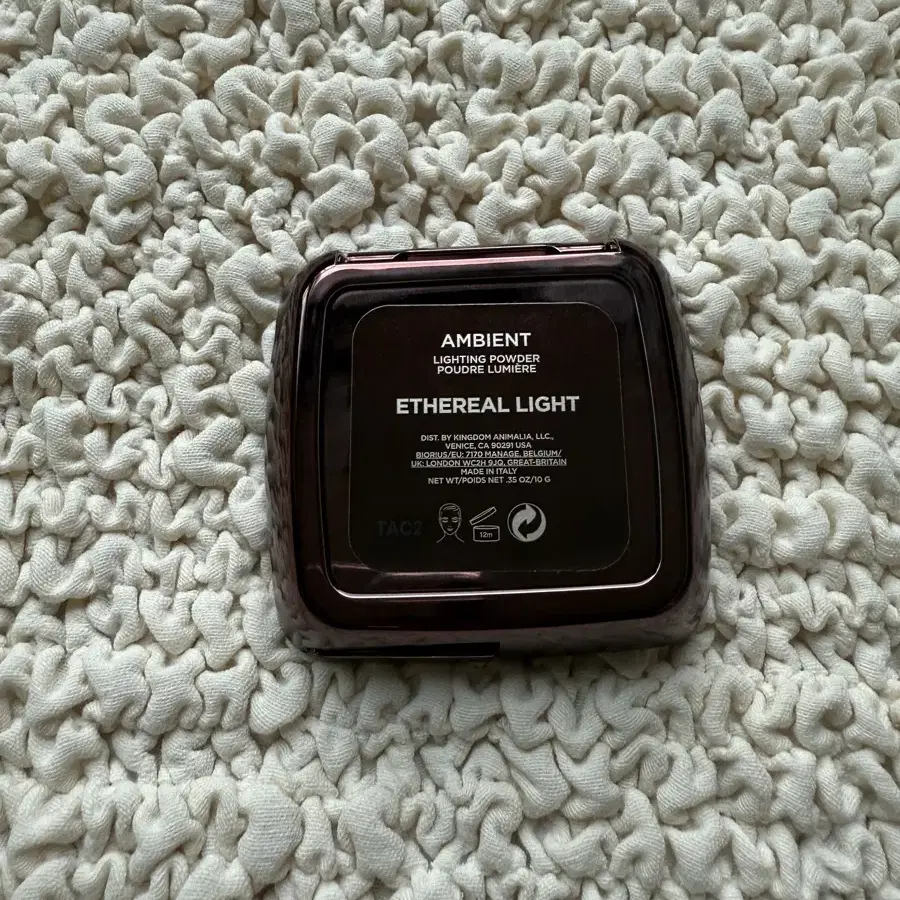 AMBIENT
LIGHTING POWDER
POUDRE LUMIÈRE
ETHEREAL LIGHT
DIST. BY KINGDOM ANIMALIA, LLC.,
VENICE, CA 90291 USA
BIORIUS/EU: 7170 MANAGE, BELGIUM/
UK: LONDON WC2H 9JQ, GREAT-BRITAIN
MADE IN ITALY
NET WT/POIDS NET .35 OZ/10 G
TAC2
12m